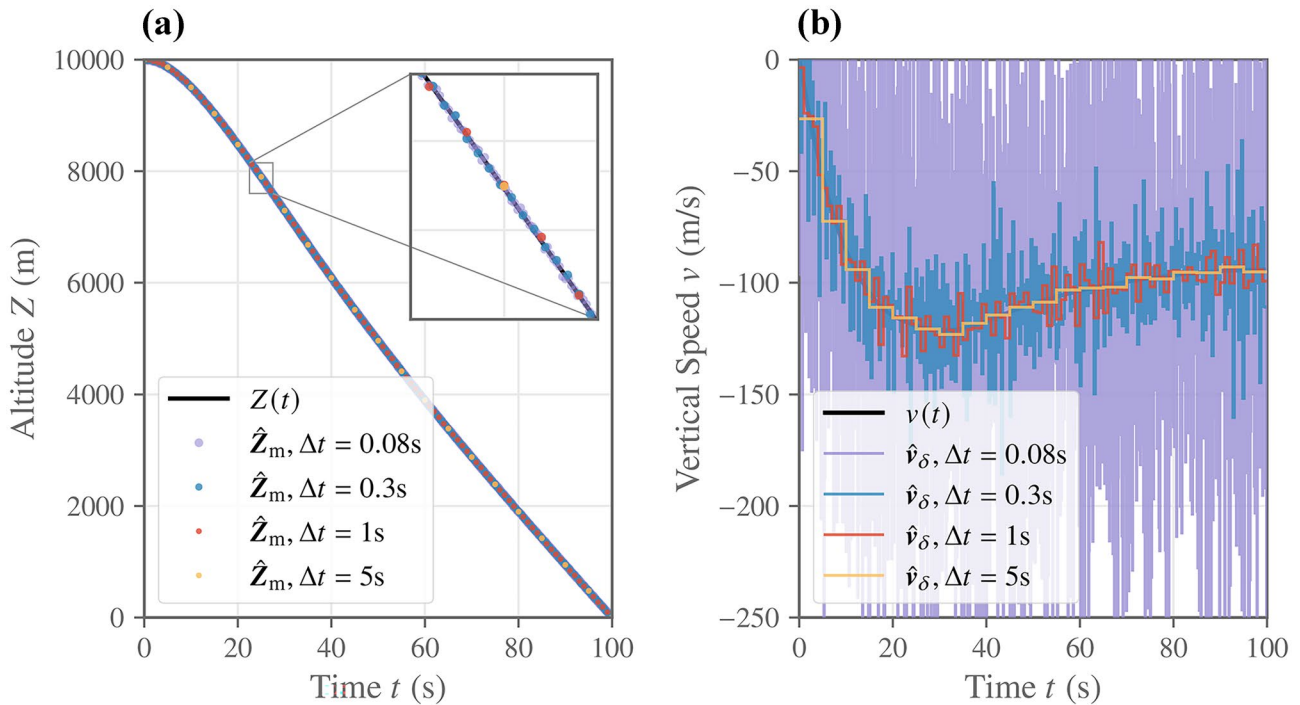 (a)
10000
8000
6000
4000
2000
0
Altitude Z (m)
Z(t)
Ẑm, Δt = 0.08s
Ẑm, Δt = 0.3s
Ẑm, Δt = 1s
Ẑm, Δt = 5s
0 20 40 60 80 100
Time t (s)
(b)
0
−50
−100
−150
−200
−250
Vertical Speed v (m/s)
v(t)
v̂δ, Δt = 0.08s
v̂δ, Δt = 0.3s
v̂δ, Δt = 1s
v̂δ, Δt = 5s
0 20 40 60 80 100
Time t (s)